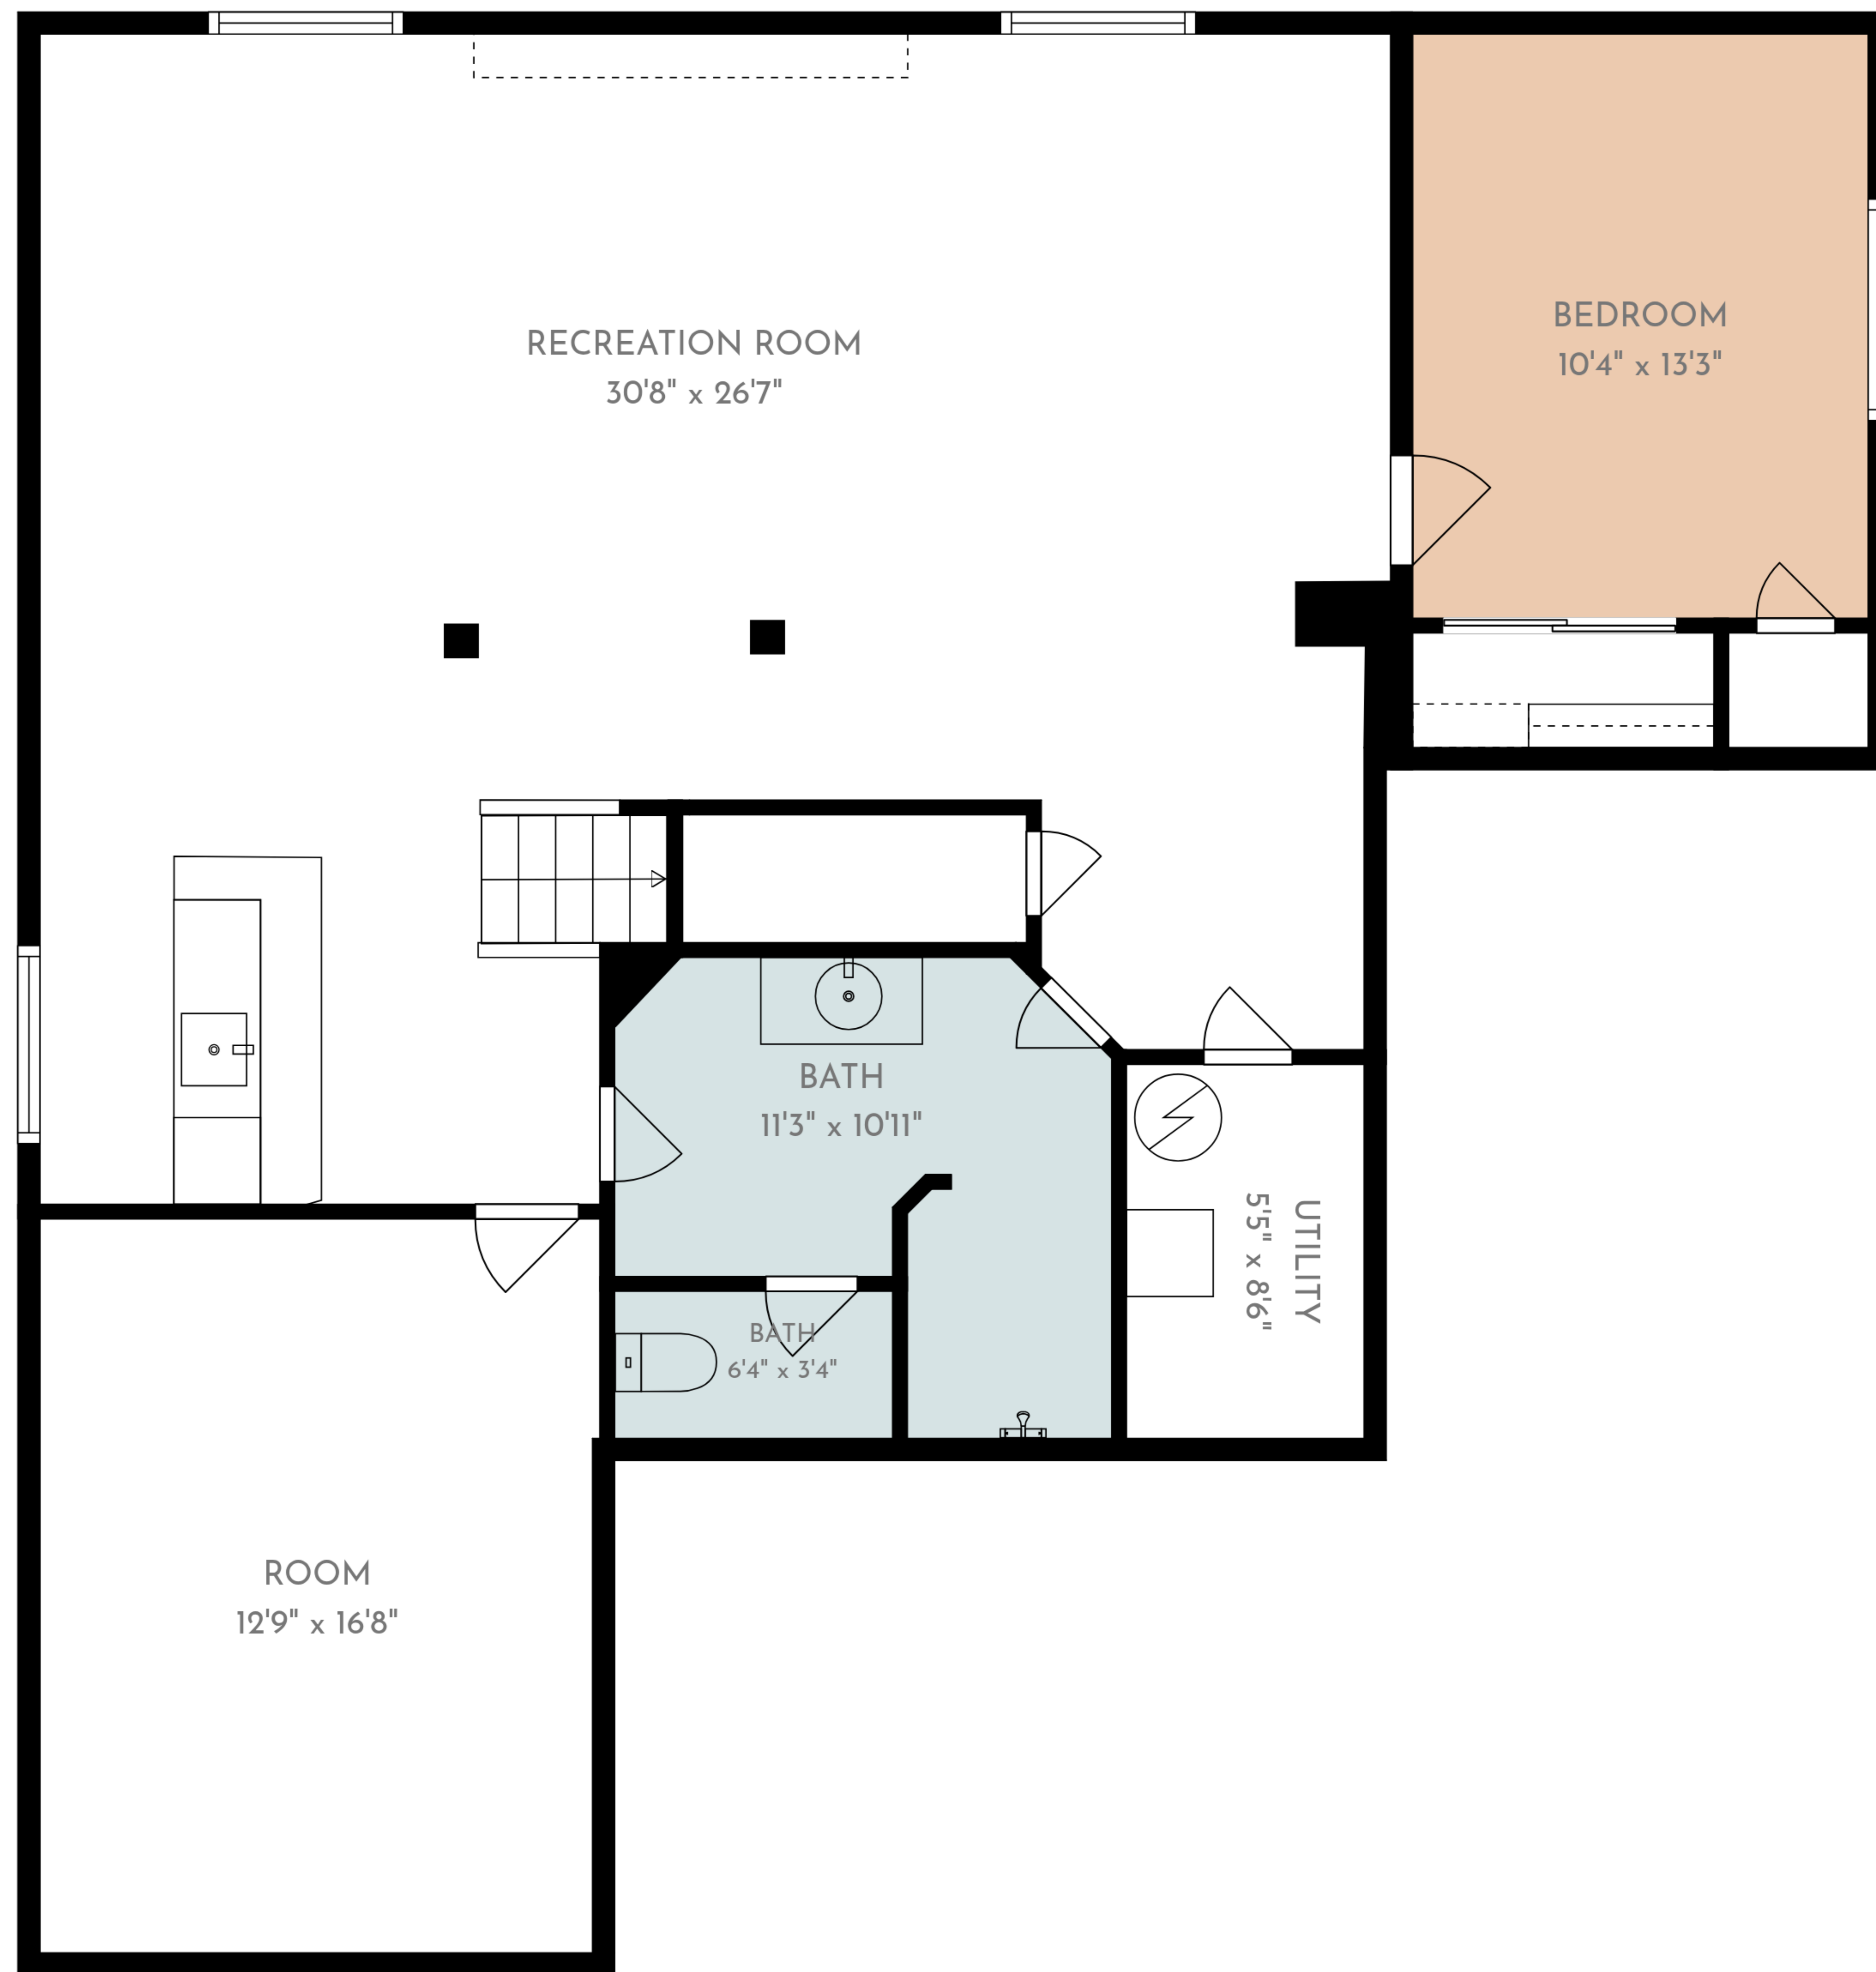 RECREATION ROOM
30'8" x 26'7"
BEDROOM
10'4" x 13'3"
BATH
11'3" x 10'11"
UTILITY
5'5" x 8'6"
BATH
6'4" x 3'4"
ROOM
12'9" x 16'8"